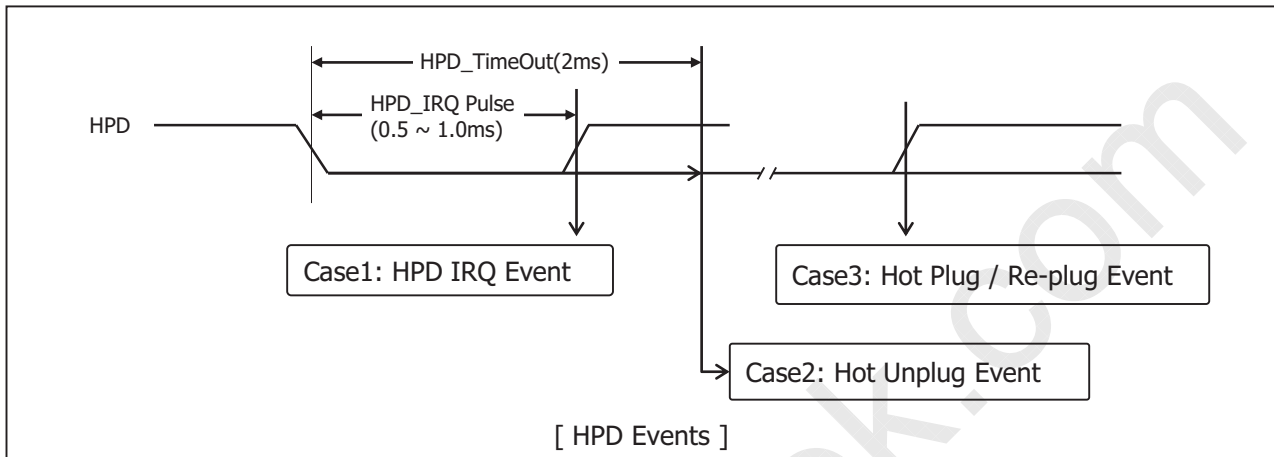 HPD_TimeOut(2ms)
HPD_IRQ Pulse
(0.5 ~ 1.0ms)
HPD
Case1: HPD IRQ Event
Case3: Hot Plug / Re-plug Event
Case2: Hot Unplug Event
[ HPD Events ]
k.com